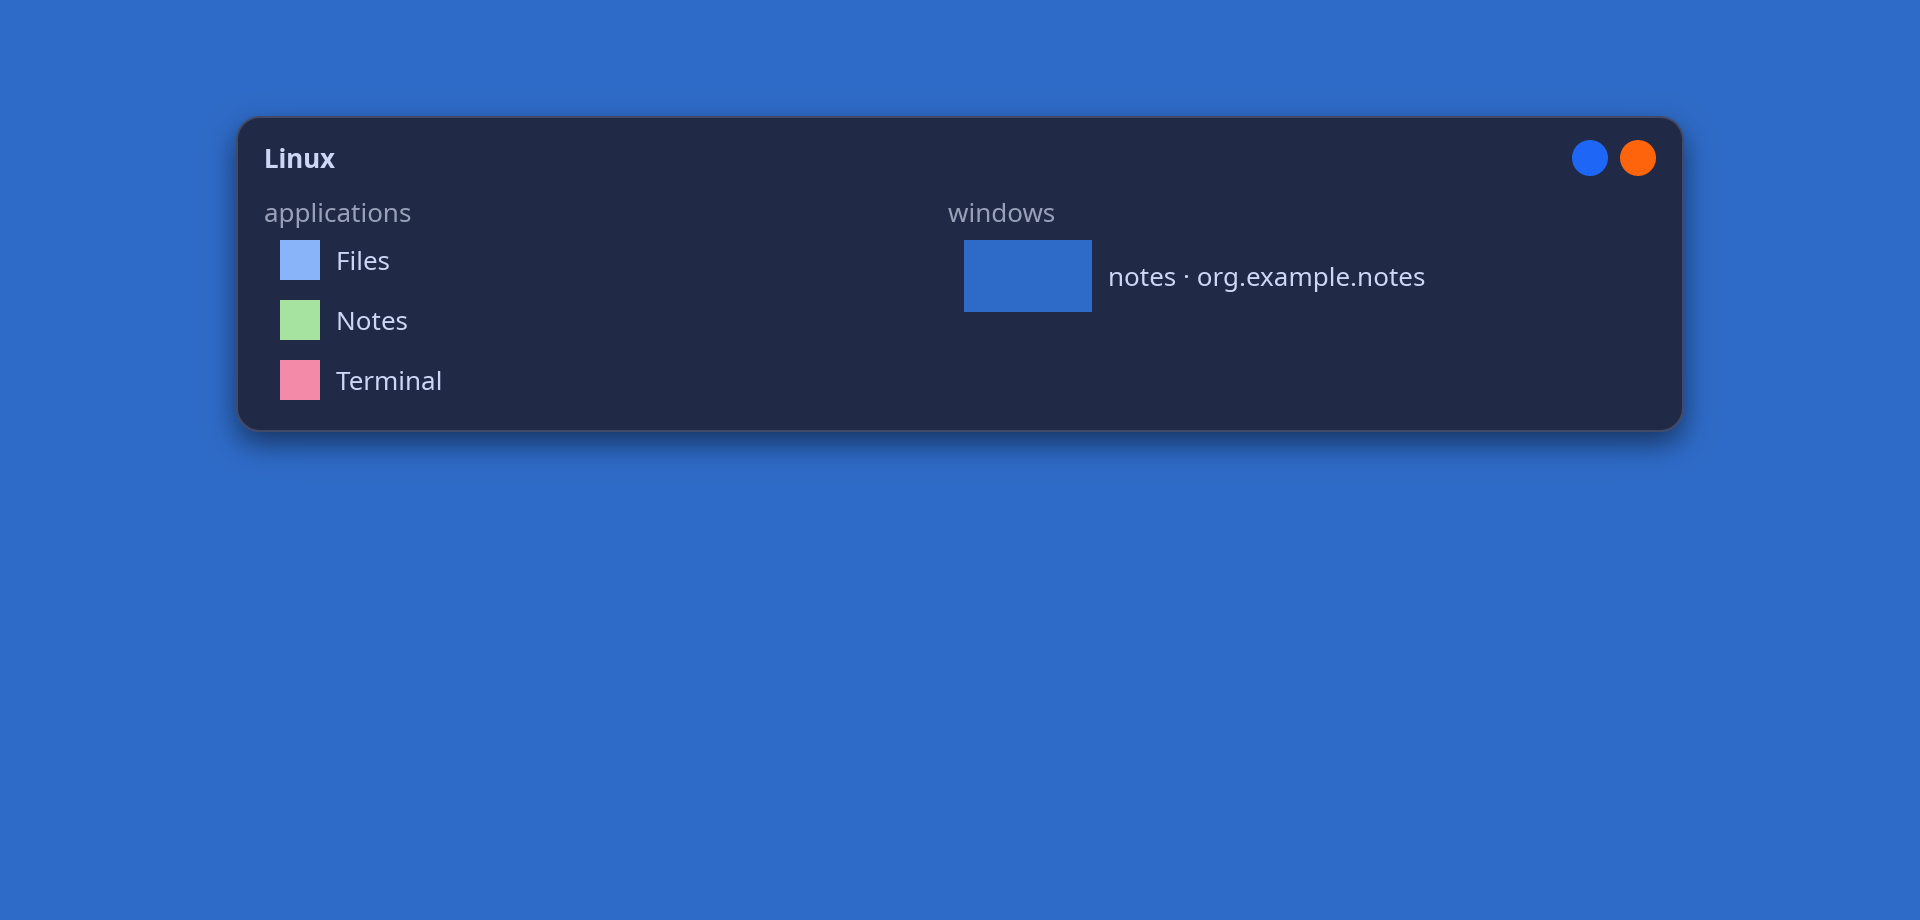 Linux
applications
Files
Notes
Terminal
windows
notes · org.example.notes